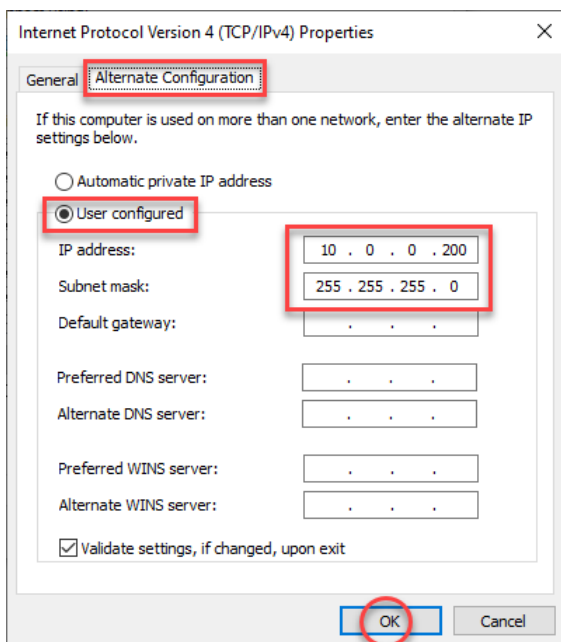 Internet Protocol Version 4 (TCP/IPv4) Properties
General
Alternate Configuration
If this computer is used on more than one network, enter the alternate IP
settings below.
Automatic private IP address
User configured
IP address: 10 . 0 . 0 . 200
Subnet mask: 255 . 255 . 255 . 0
Default gateway: . . .
Preferred DNS server: . . .
Alternate DNS server: . . .
Preferred WINS server: . . .
Alternate WINS server: . . .
Validate settings, if changed, upon exit
OK
Cancel